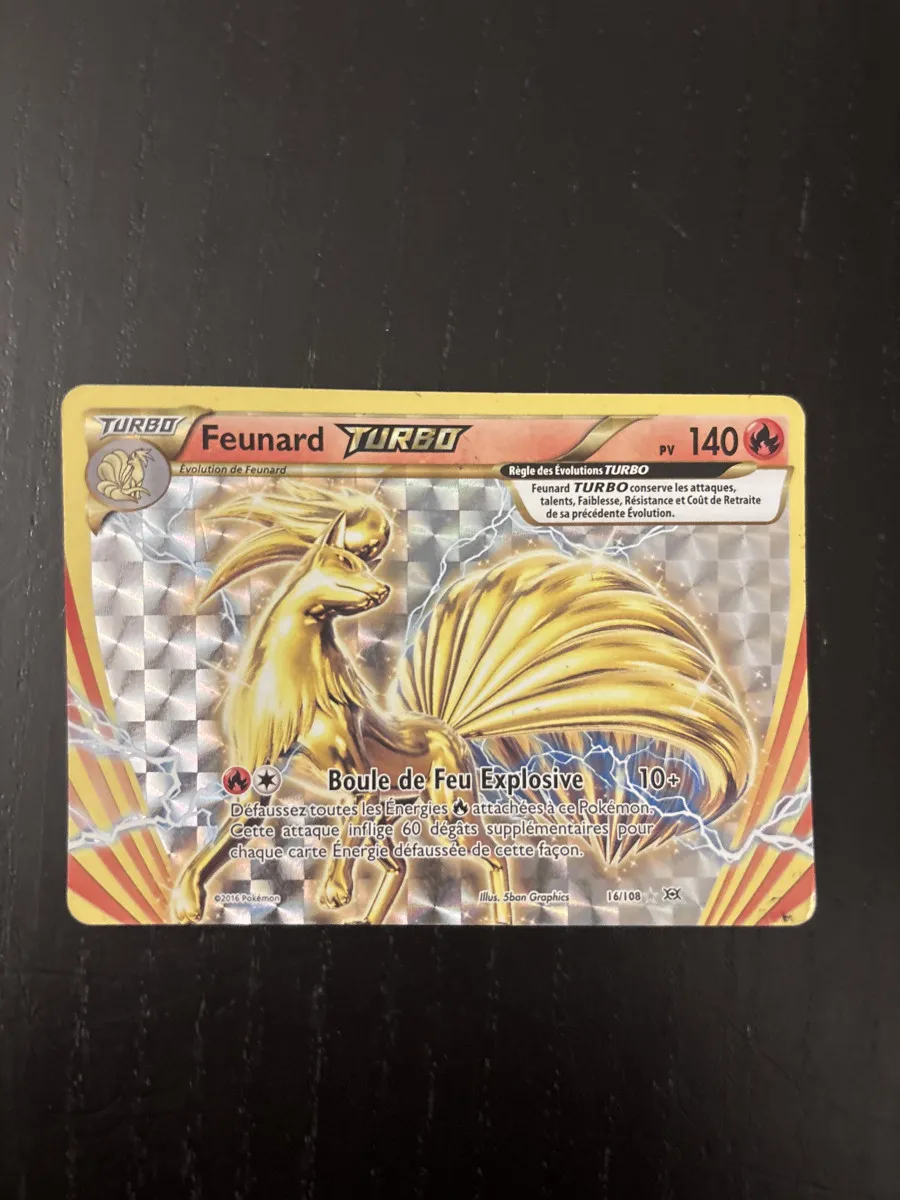 TURBO
Feunard TURBO
PV 140
Évolution de Feunard
Règle des Évolutions TURBO
Feunard TURBO conserve les attaques,
talents, Faiblesse, Résistance et Coût de Retraite
de sa précédente Évolution.
Boule de Feu Explosive 10+
Défaussez toutes les Énergies attachées à ce Pokémon.
Cette attaque inflige 60 dégâts supplémentaires pour
chaque carte Énergie défaussée de cette façon.
©2016 Pokémon
Illus. 5ban Graphics
16/108